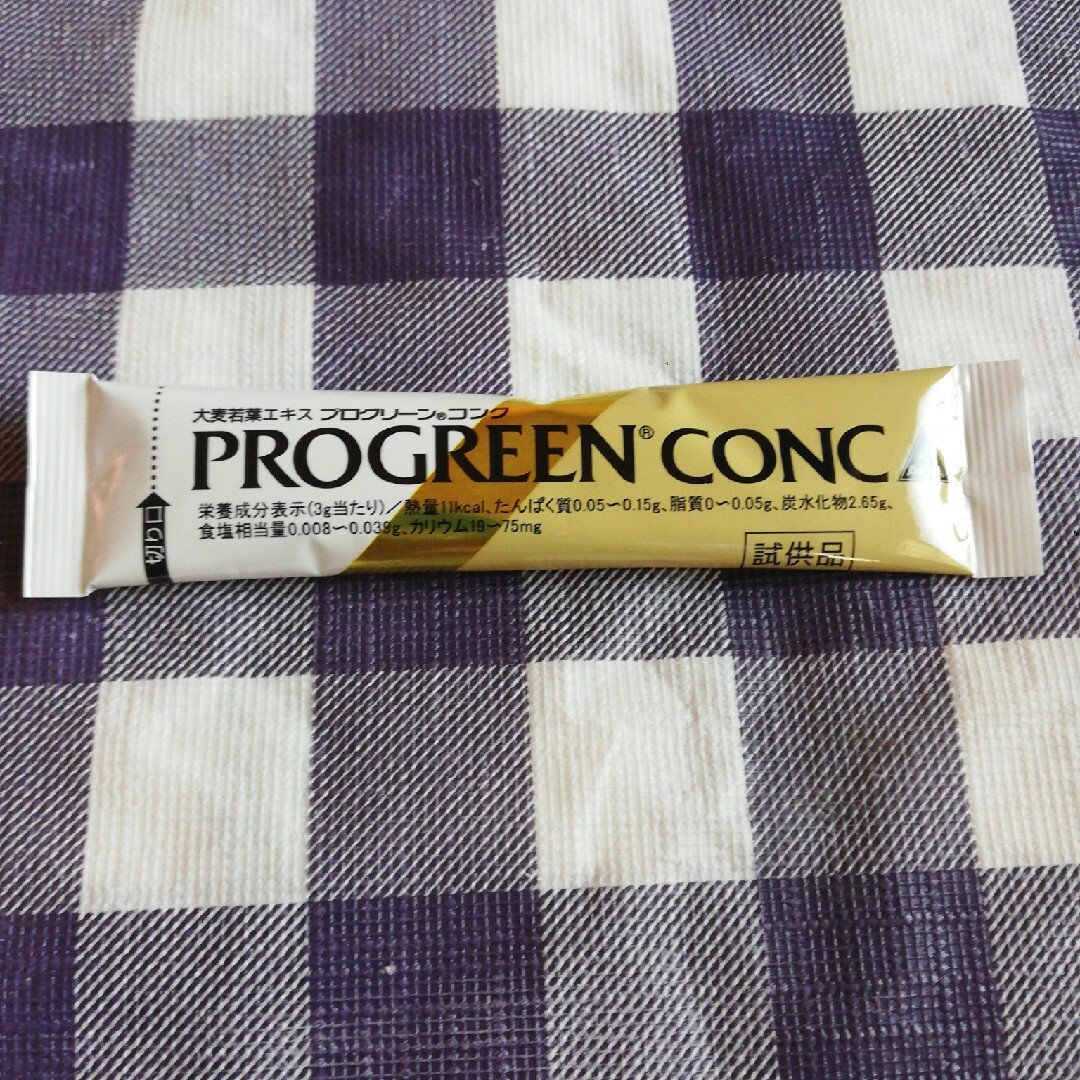 大麦若葉エキス プログリーン®コンク
PROGREEN® CONC
栄養成分表示(3g当たり)／熱量11kcal、たんぱく質0.05〜0.15g、脂質0〜0.05g、炭水化物2.65g、
食塩相当量0.008〜0.039g、カリウム19〜75mg
試供品
切り口